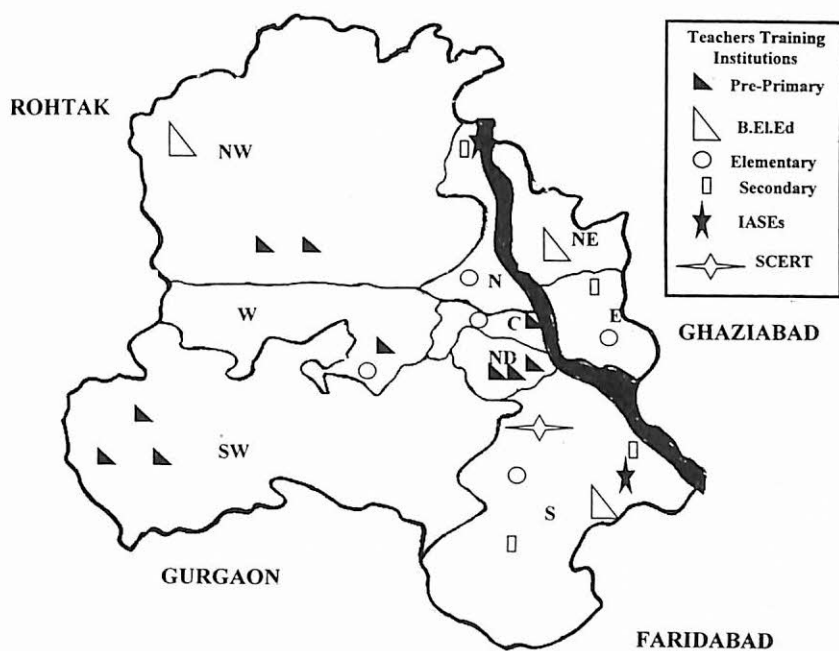 Teachers Training
Institutions
Pre-Primary
B.El.Ed
Elementary
Secondary
IASEs
SCERT
ROHTAK
NW
NE
N
W
C
E
GHAZIABAD
ND
SW
S
GURGAON
FARIDABAD